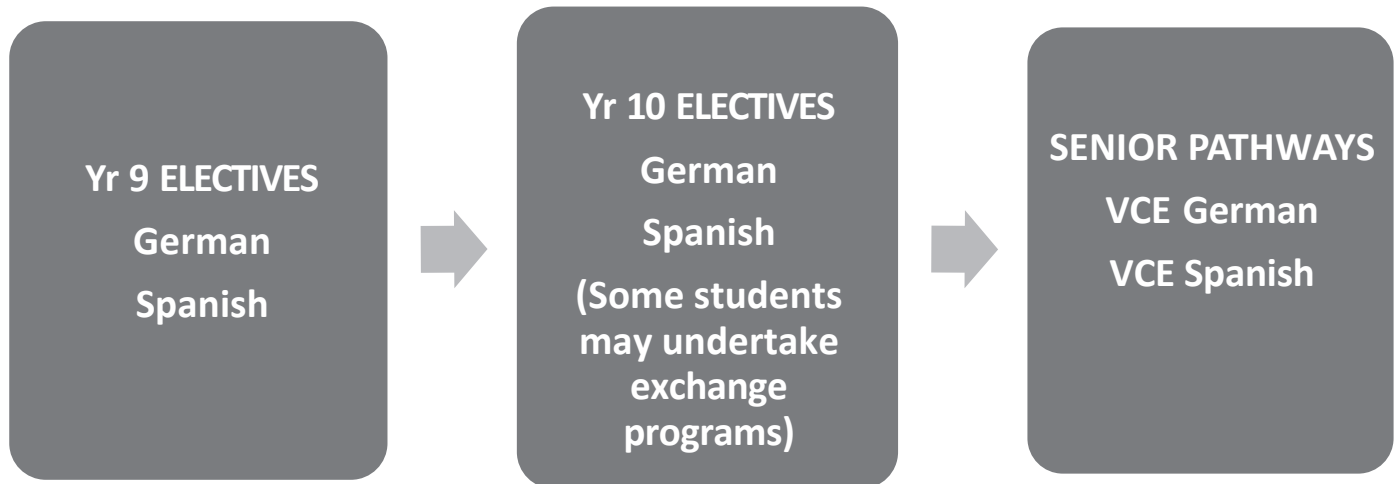 Yr 9 ELECTIVES
German
Spanish
Yr 10 ELECTIVES
German
Spanish
(Some students
may undertake
exchange
programs)
SENIOR PATHWAYS
VCE German
VCE Spanish